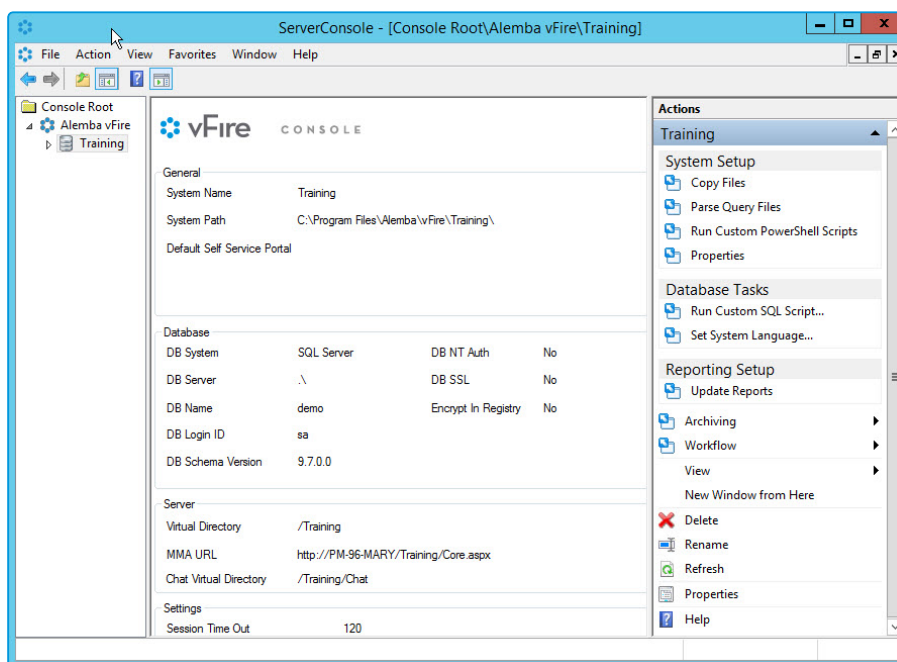 ServerConsole - [Console Root\Alemba vFire\Training]
File Action View Favorites Window Help
Console Root
Alemba vFire
Training
vFire CONSOLE
General
System Name Training
System Path C:\Program Files\Alemba\vFire\Training\
Default Self Service Portal
Database
DB System SQL Server DB NT Auth No
DB Server .\ DB SSL No
DB Name demo Encrypt In Registry No
DB Login ID sa
DB Schema Version 9.7.0.0
Server
Virtual Directory /Training
MMA URL http://PM-96-MARY/Training/Core.aspx
Chat Virtual Directory /Training/Chat
Settings
Session Time Out 120
Actions
Training
System Setup
Copy Files
Parse Query Files
Run Custom PowerShell Scripts
Properties
Database Tasks
Run Custom SQL Script...
Set System Language...
Reporting Setup
Update Reports
Archiving
Workflow
View
New Window from Here
Delete
Rename
Refresh
Properties
Help